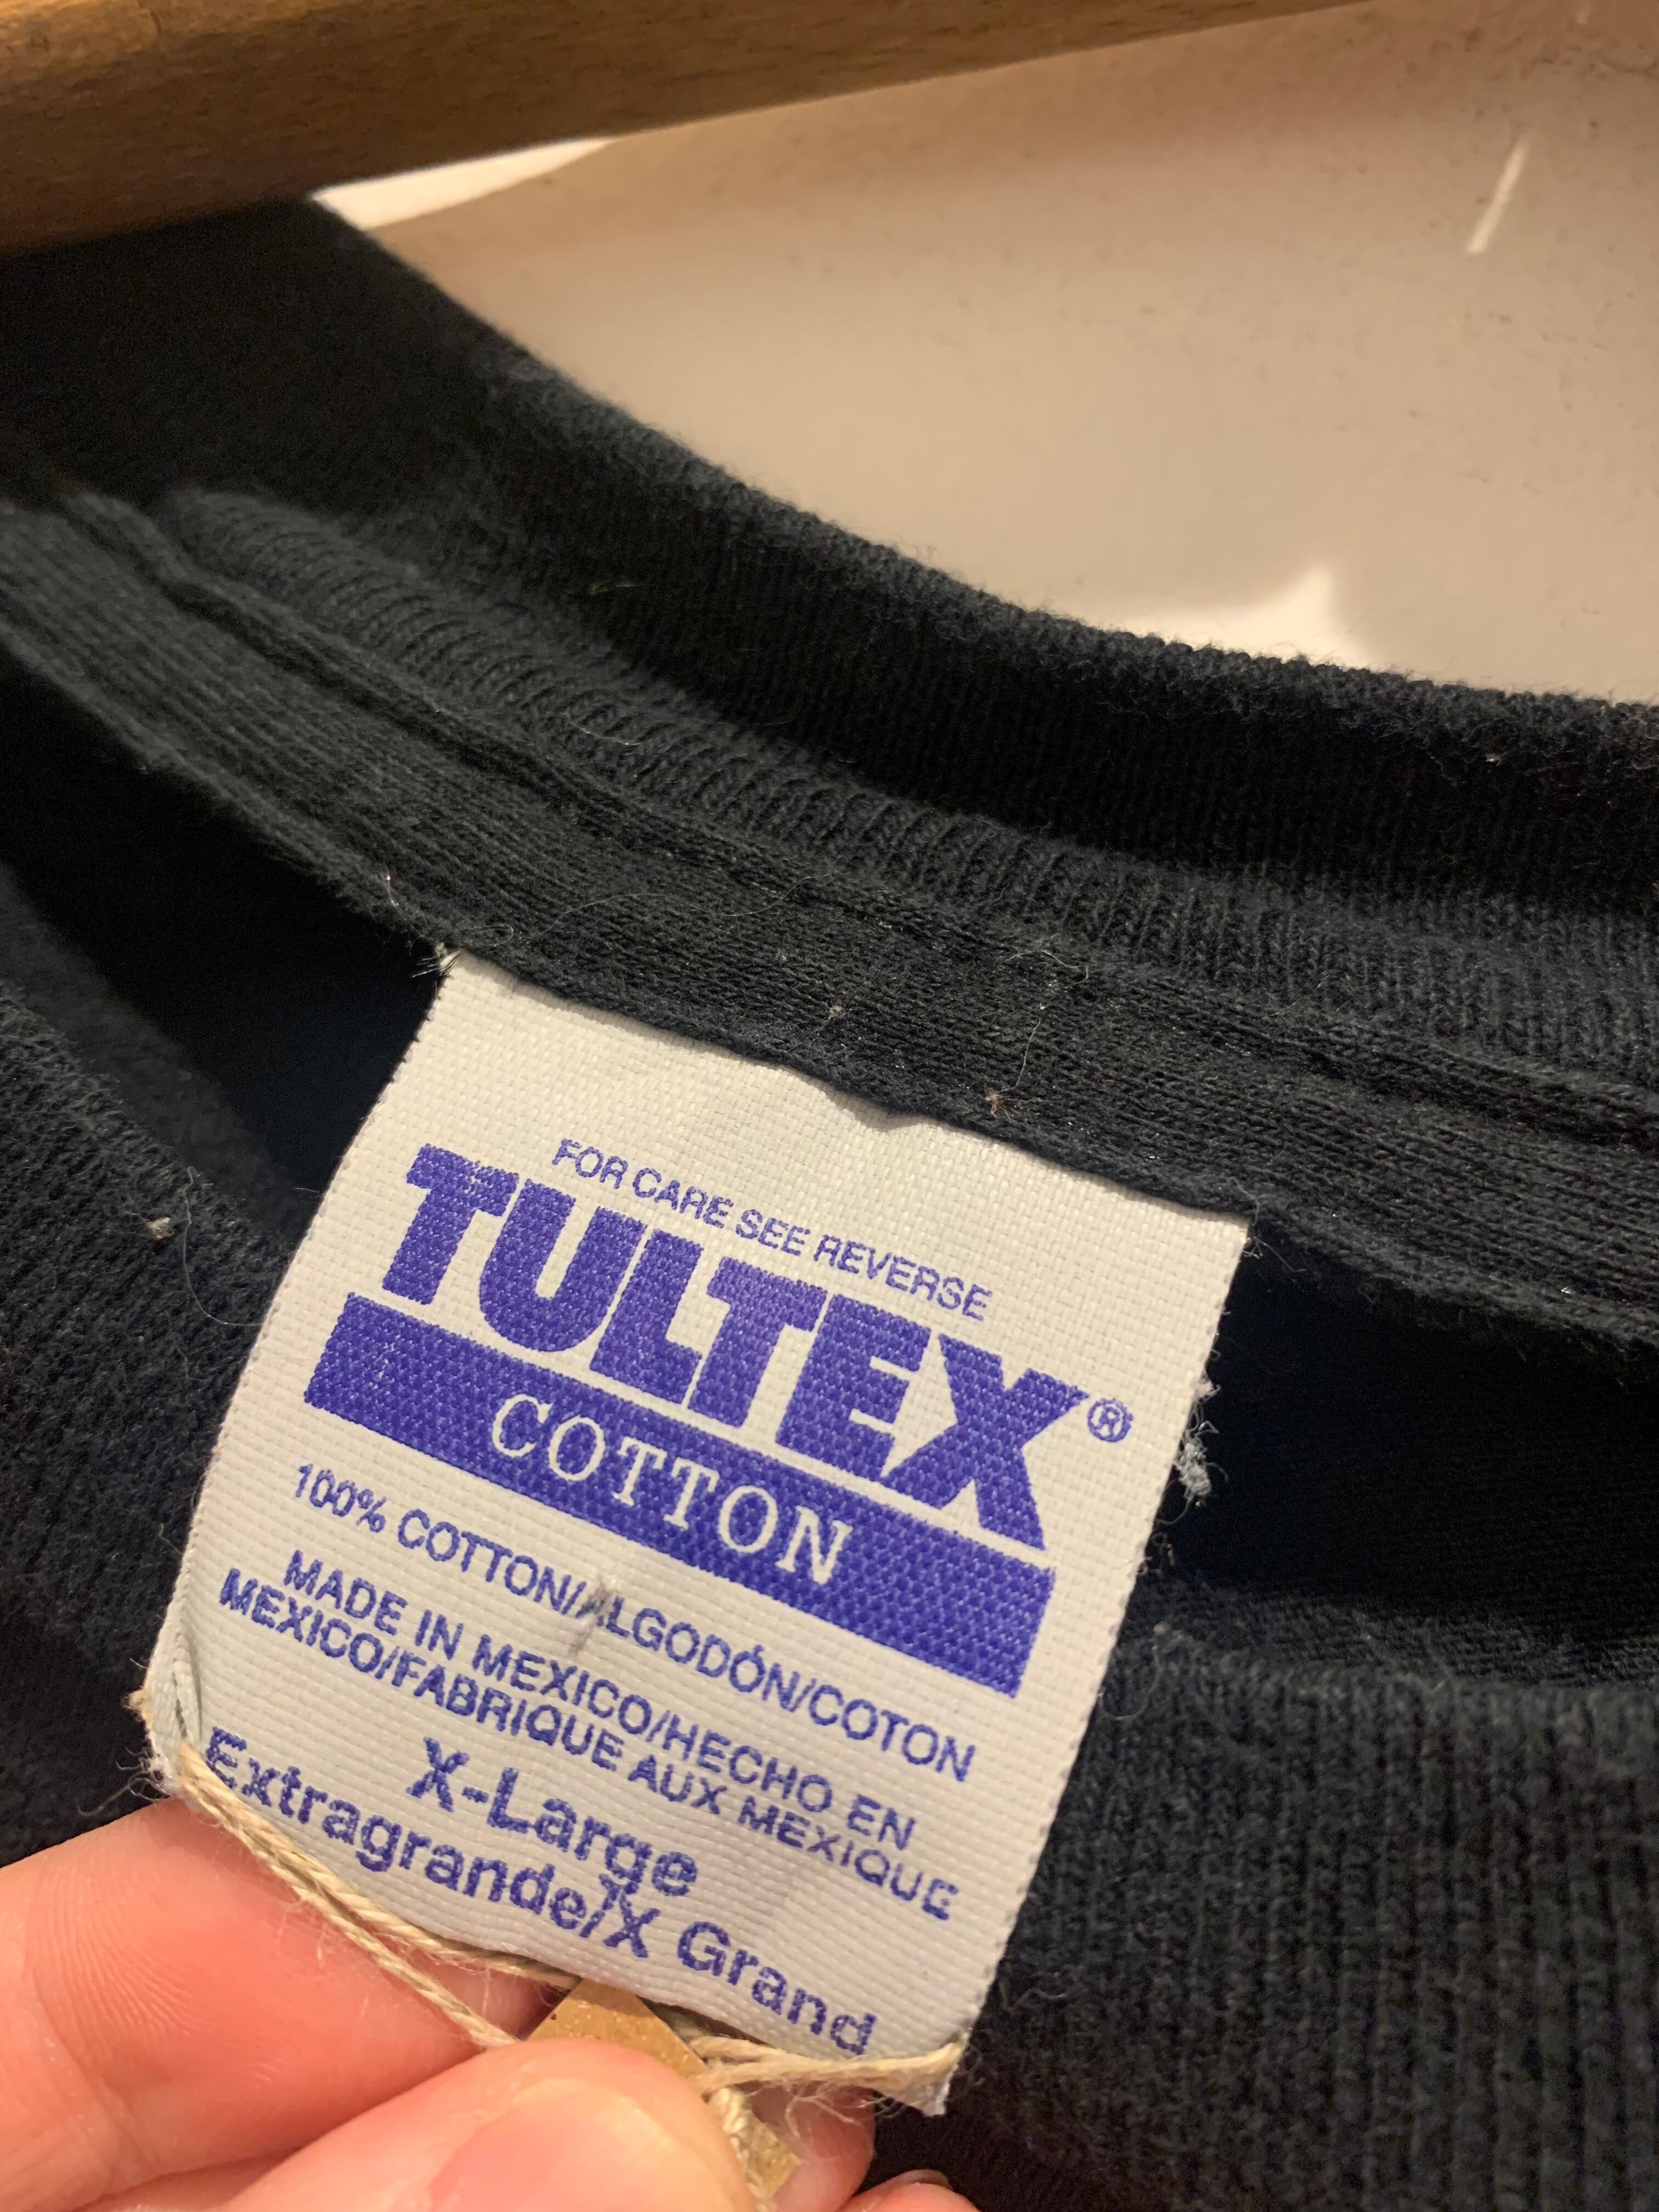 FOR CARE SEE REVERSE
TULTEX®
COTTON
100% COTTON/ALGODÓN/COTON
MADE IN MEXICO/HECHO EN
MEXICO/FABRIQUE AUX MEXIQUE
X-Large
Extragrande/X Grand